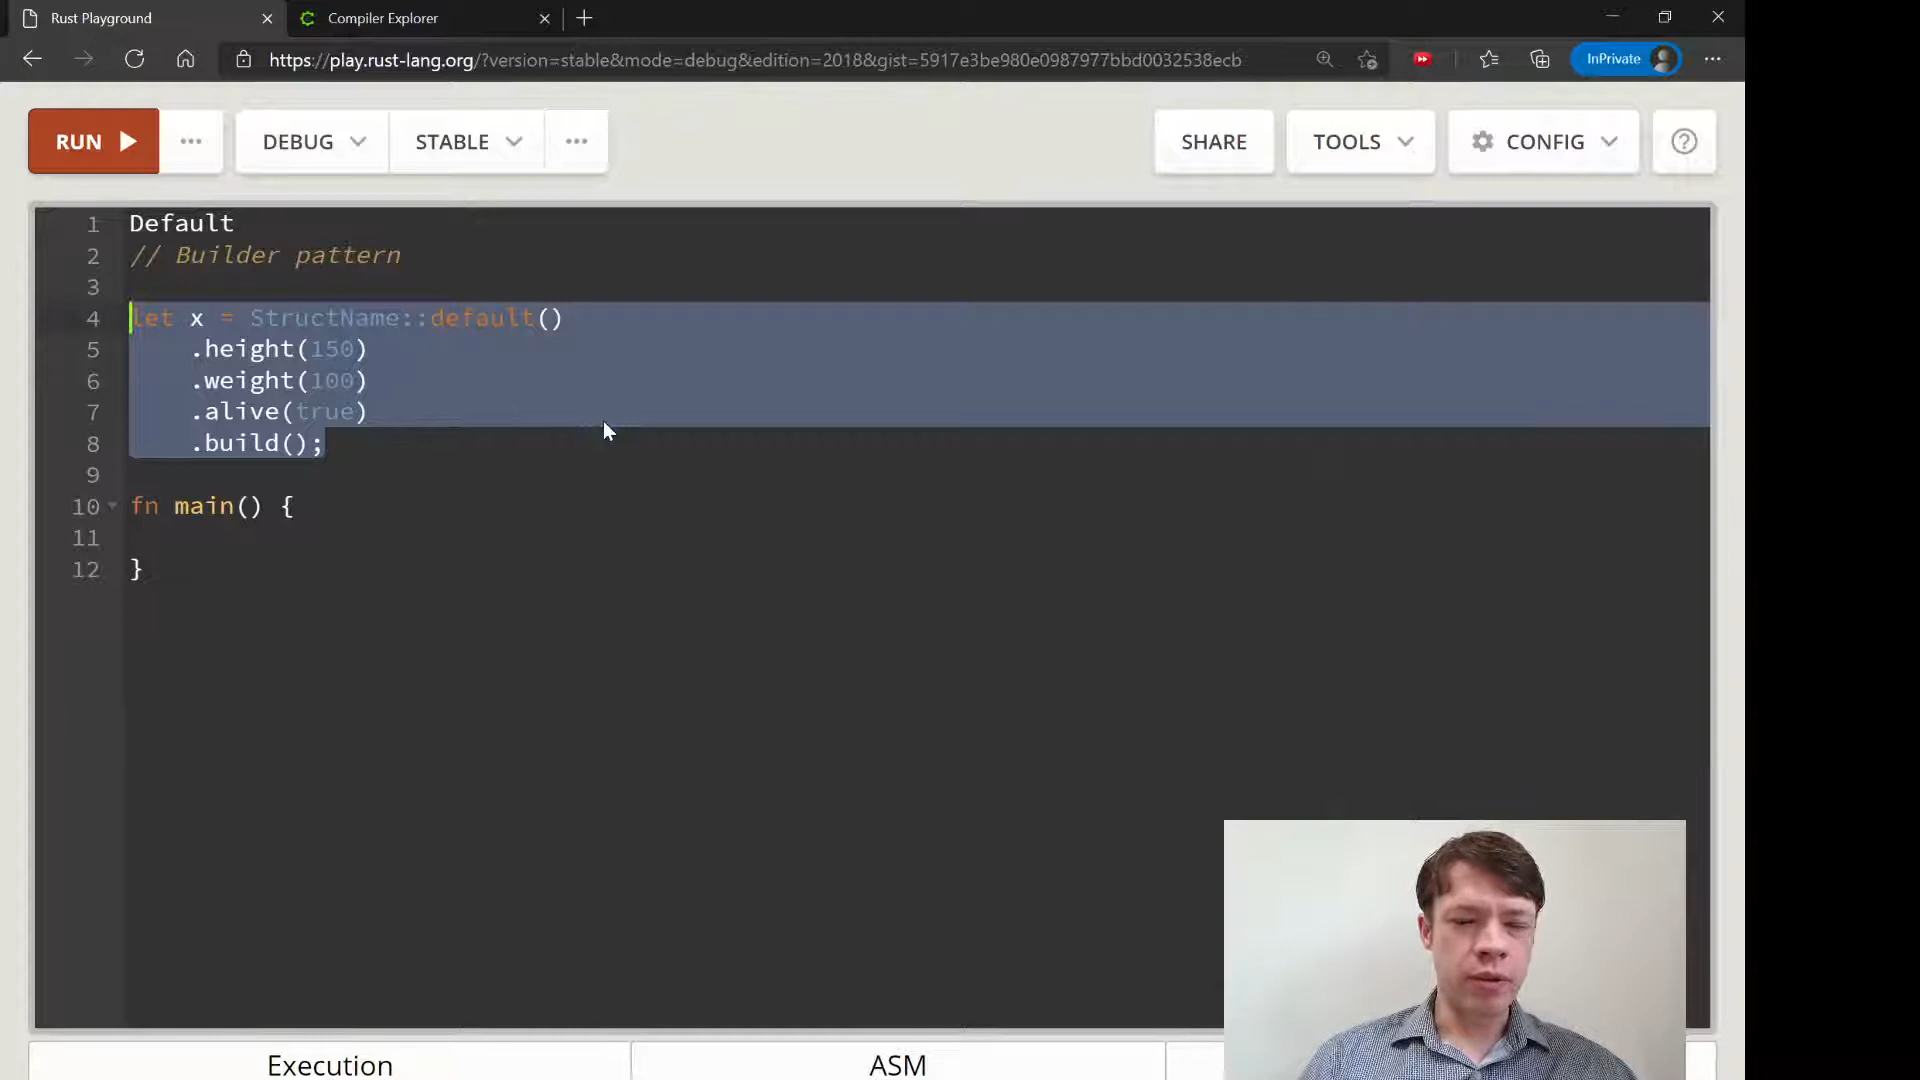 Rust Playground
Compiler Explorer
https://play.rust-lang.org/?version=stable&mode=debug&edition=2018&gist=5917e3be980e0987977bbd0032538ecb
InPrivate
RUN
DEBUG
STABLE
SHARE
TOOLS
CONFIG
1 Default
2 // Builder pattern
3
4 let x = StructName::default()
5 .height(150)
6 .weight(100)
7 .alive(true)
8 .build();
9
10 fn main() {
11
12 }
Execution
ASM